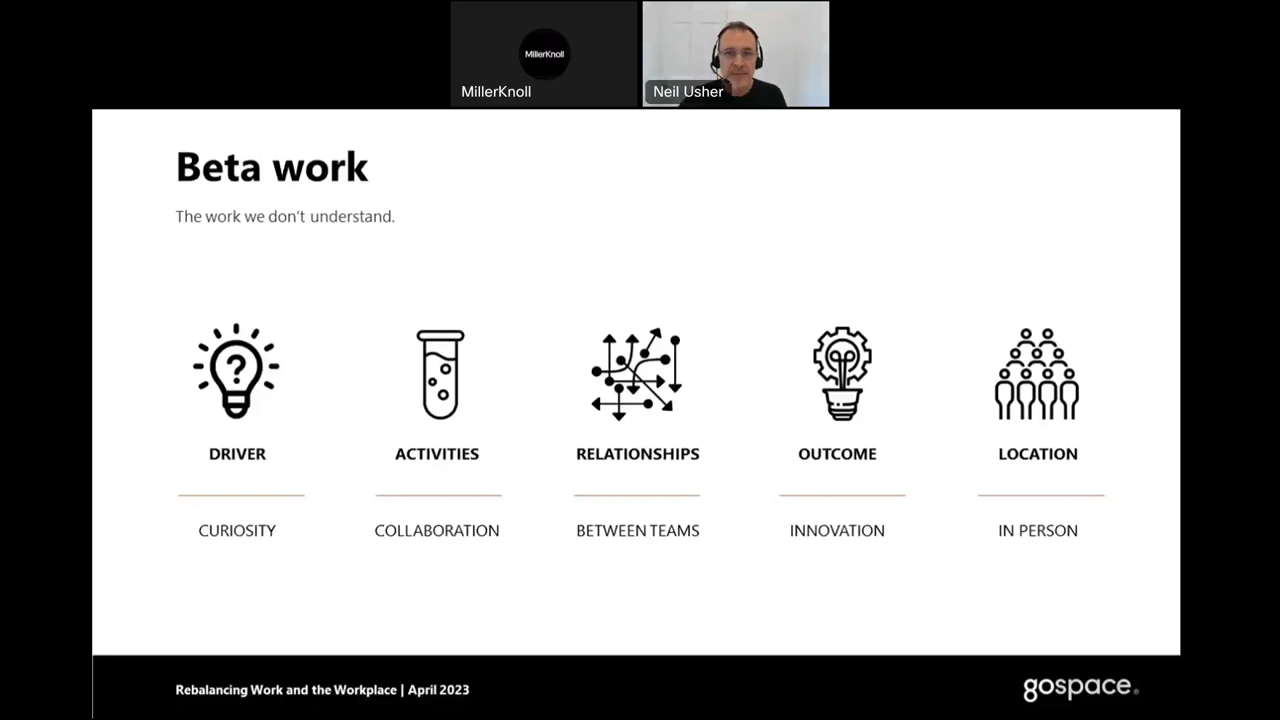 MillerKnoll
MillerKnoll
Neil Usher
Beta work
The work we don't understand.
?
DRIVER
ACTIVITIES
RELATIONSHIPS
OUTCOME
LOCATION
CURIOSITY
COLLABORATION
BETWEEN TEAMS
INNOVATION
IN PERSON
Rebalancing Work and the Workplace | April 2023
gospace®